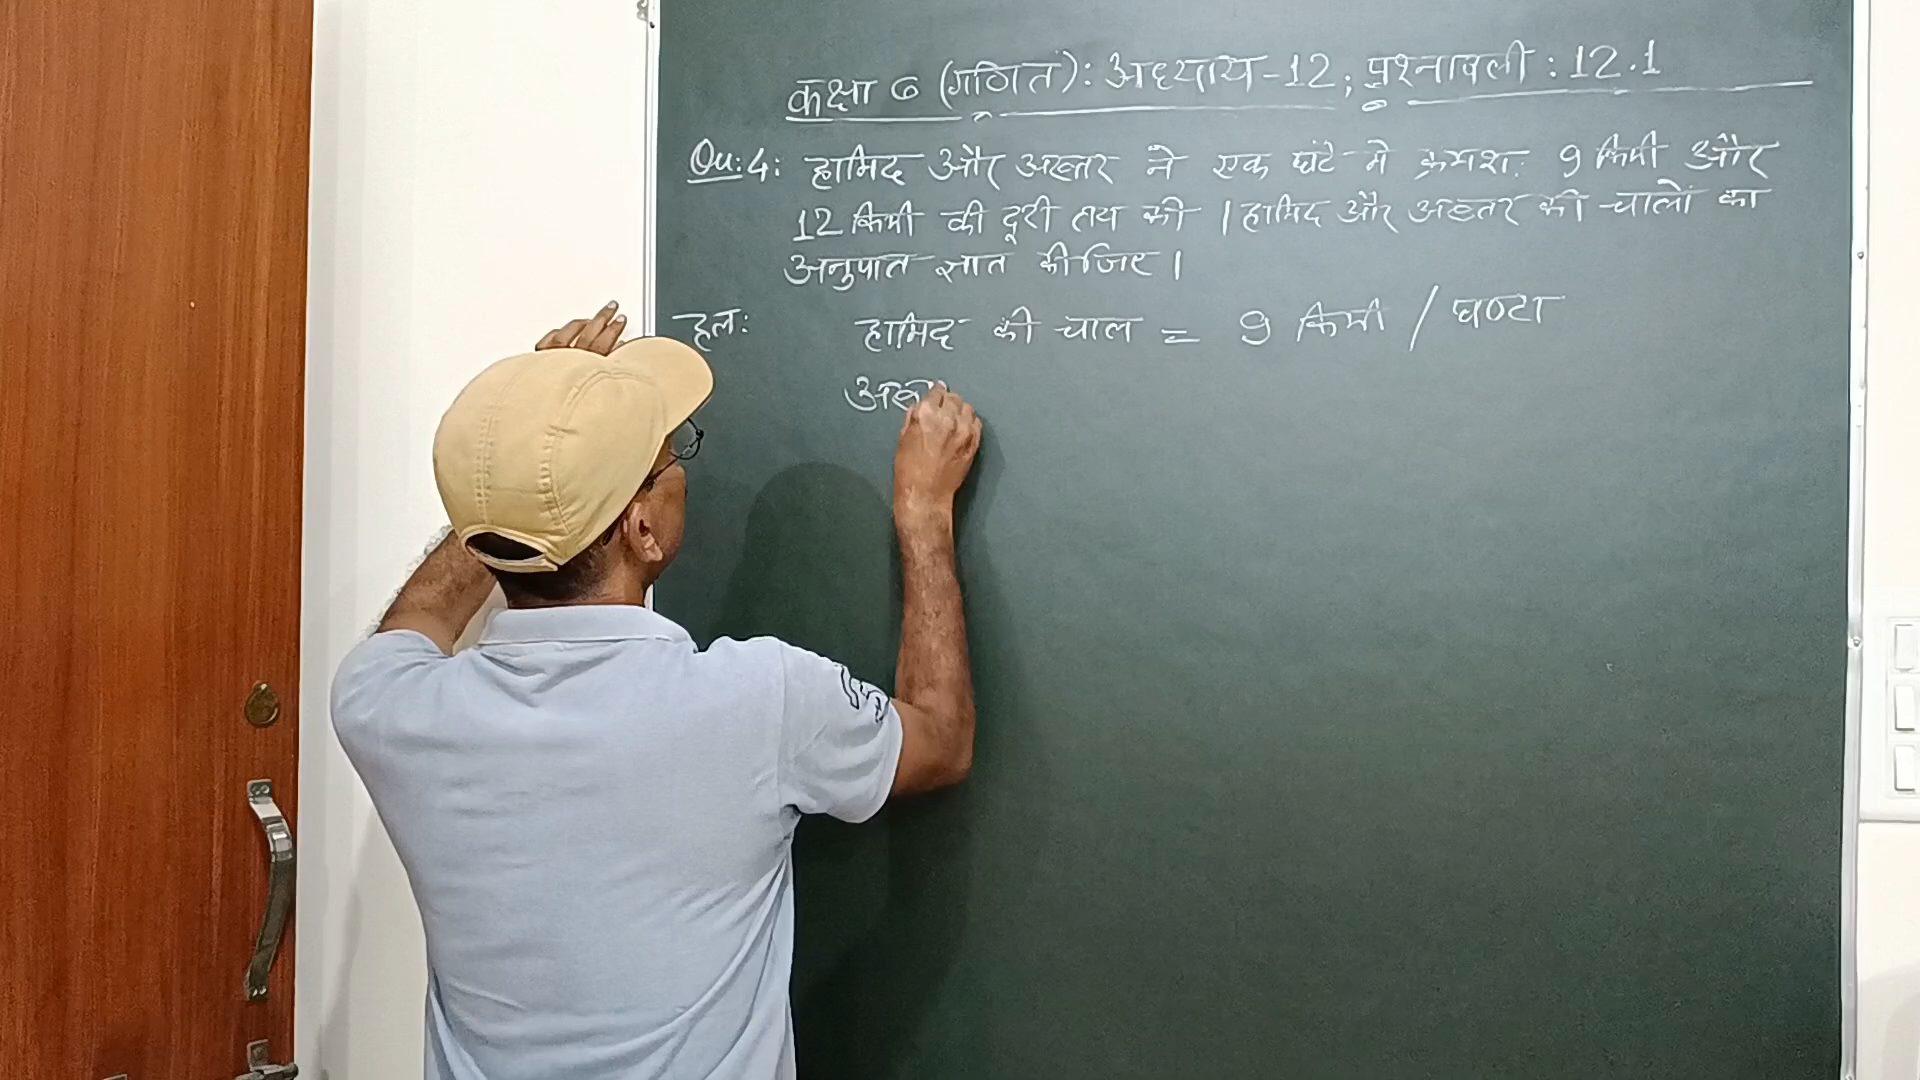 कक्षा 6 (गणित): अध्याय-12; प्रश्नावली: 12.1
Qu: 4: हामिद और अख्तर ने एक घंटे में क्रमश: 9 किमी और
12 किमी की दूरी तय की । हामिद और अख्तर की चालों का
अनुपात ज्ञात कीजिए ।
हल: हामिद की चाल = 9 किमी / घण्टा
अख